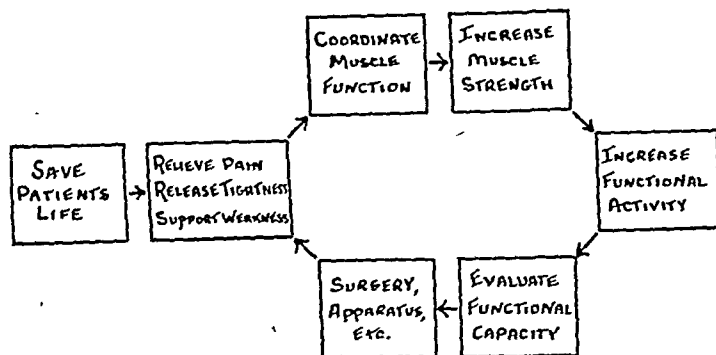 SAVE
PATIENTS
LIFE
RELIEVE PAIN
RELEASE TIGHTNESS
SUPPORT WEAKNESS
COORDINATE
MUSCLE
FUNCTION
INCREASE
MUSCLE
STRENGTH
INCREASE
FUNCTIONAL
ACTIVITY
EVALUATE
FUNCTIONAL
CAPACITY
SURGERY,
APPARATUS,
ETC.